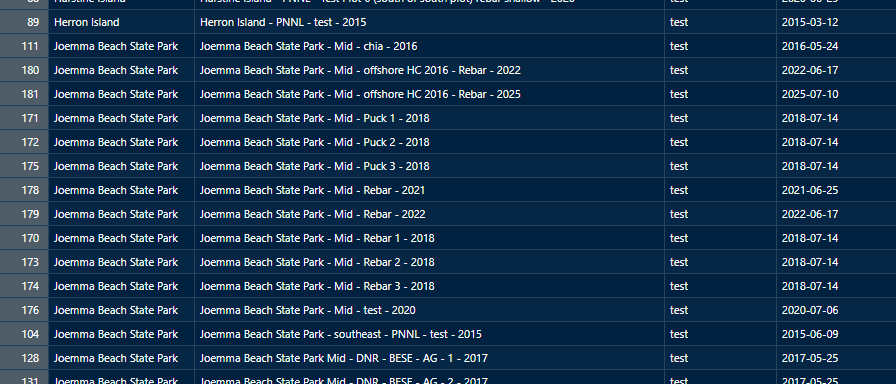 88 Harstine Island Harstine Island - PNNL - Test Plot 6 (south of south plot) rebar shallow - 2020 test 2020-06-25
89 Herron Island Herron Island - PNNL - test - 2015 test 2015-03-12
111 Joemma Beach State Park Joemma Beach State Park - Mid - chia - 2016 test 2016-05-24
180 Joemma Beach State Park Joemma Beach State Park - Mid - offshore HC 2016 - Rebar - 2022 test 2022-06-17
181 Joemma Beach State Park Joemma Beach State Park - Mid - offshore HC 2016 - Rebar - 2025 test 2025-07-10
171 Joemma Beach State Park Joemma Beach State Park - Mid - Puck 1 - 2018 test 2018-07-14
172 Joemma Beach State Park Joemma Beach State Park - Mid - Puck 2 - 2018 test 2018-07-14
175 Joemma Beach State Park Joemma Beach State Park - Mid - Puck 3 - 2018 test 2018-07-14
178 Joemma Beach State Park Joemma Beach State Park - Mid - Rebar - 2021 test 2021-06-25
179 Joemma Beach State Park Joemma Beach State Park - Mid - Rebar - 2022 test 2022-06-17
170 Joemma Beach State Park Joemma Beach State Park - Mid - Rebar 1 - 2018 test 2018-07-14
173 Joemma Beach State Park Joemma Beach State Park - Mid - Rebar 2 - 2018 test 2018-07-14
174 Joemma Beach State Park Joemma Beach State Park - Mid - Rebar 3 - 2018 test 2018-07-14
176 Joemma Beach State Park Joemma Beach State Park - Mid - test - 2020 test 2020-07-06
104 Joemma Beach State Park Joemma Beach State Park - southeast - PNNL - test - 2015 test 2015-06-09
128 Joemma Beach State Park Joemma Beach State Park Mid - DNR - BESE - AG - 1 - 2017 test 2017-05-25
131 Joemma Beach State Park Joemma Beach State Park Mid - DNR - BESE - AG - 2 - 2017 test 2017-05-25